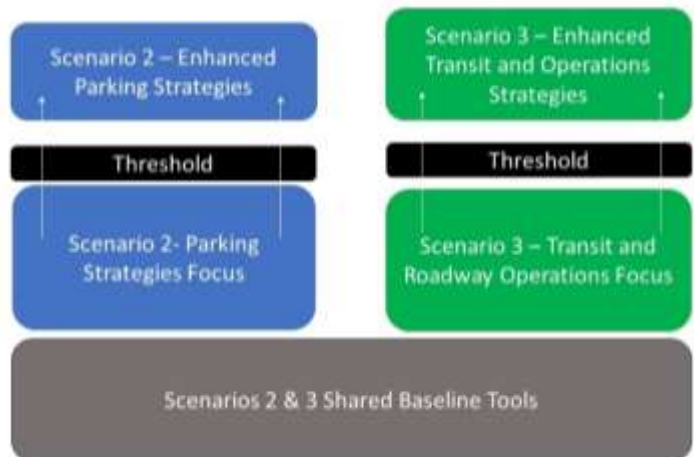 Scenario 2 – Enhanced
Parking Strategies
Scenario 3 – Enhanced
Transit and Operations
Strategies
Threshold
Threshold
Scenario 2- Parking
Strategies Focus
Scenario 3 – Transit and
Roadway Operations Focus
Scenarios 2 & 3 Shared Baseline Tools